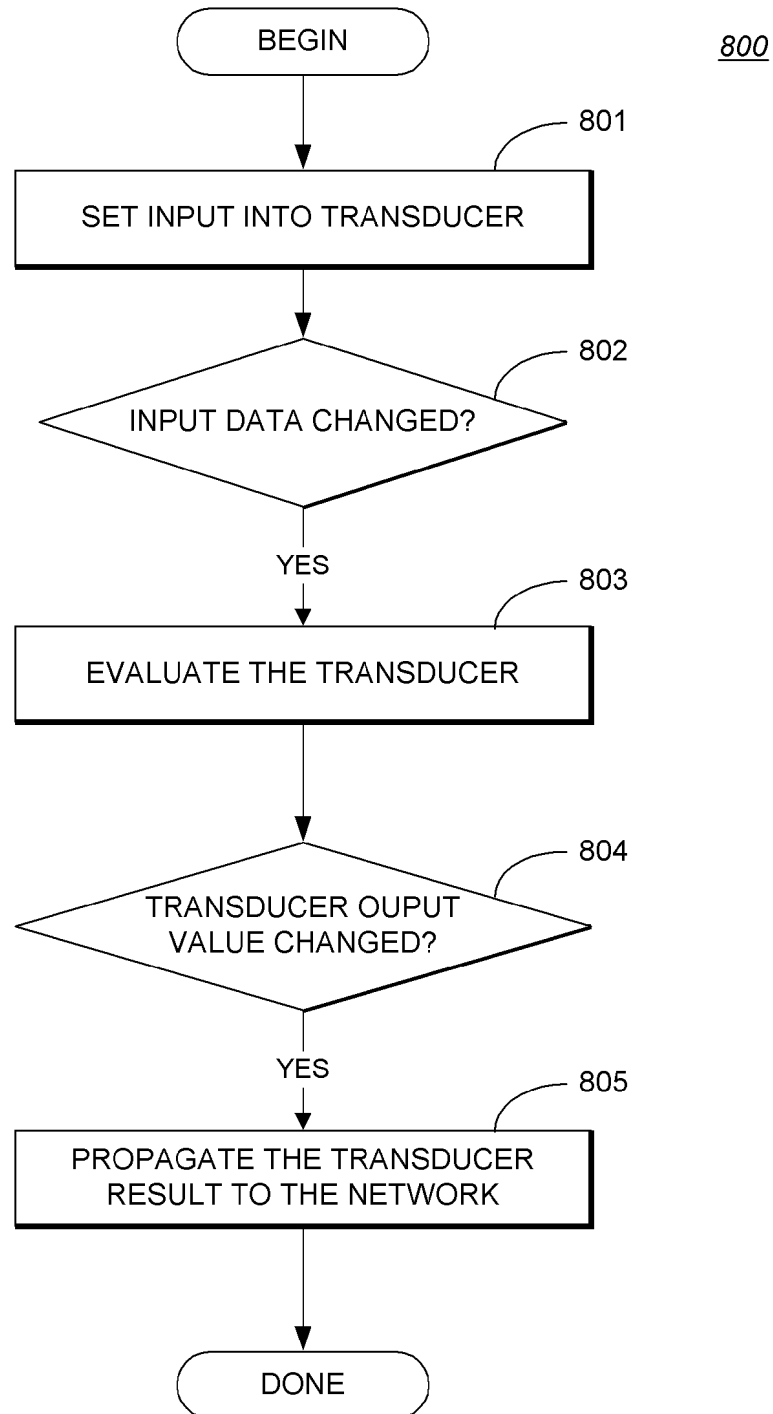 BEGIN
800
801
SET INPUT INTO TRANSDUCER
802
INPUT DATA CHANGED?
YES
803
EVALUATE THE TRANSDUCER
804
TRANSDUCER OUPUT
VALUE CHANGED?
YES
805
PROPAGATE THE TRANSDUCER
RESULT TO THE NETWORK
DONE